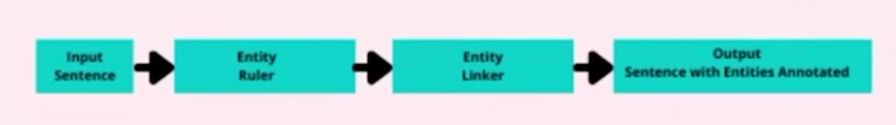 Input
Sentence
Entity
Ruler
Entity
Linker
Output
Sentence with Entities Annotated